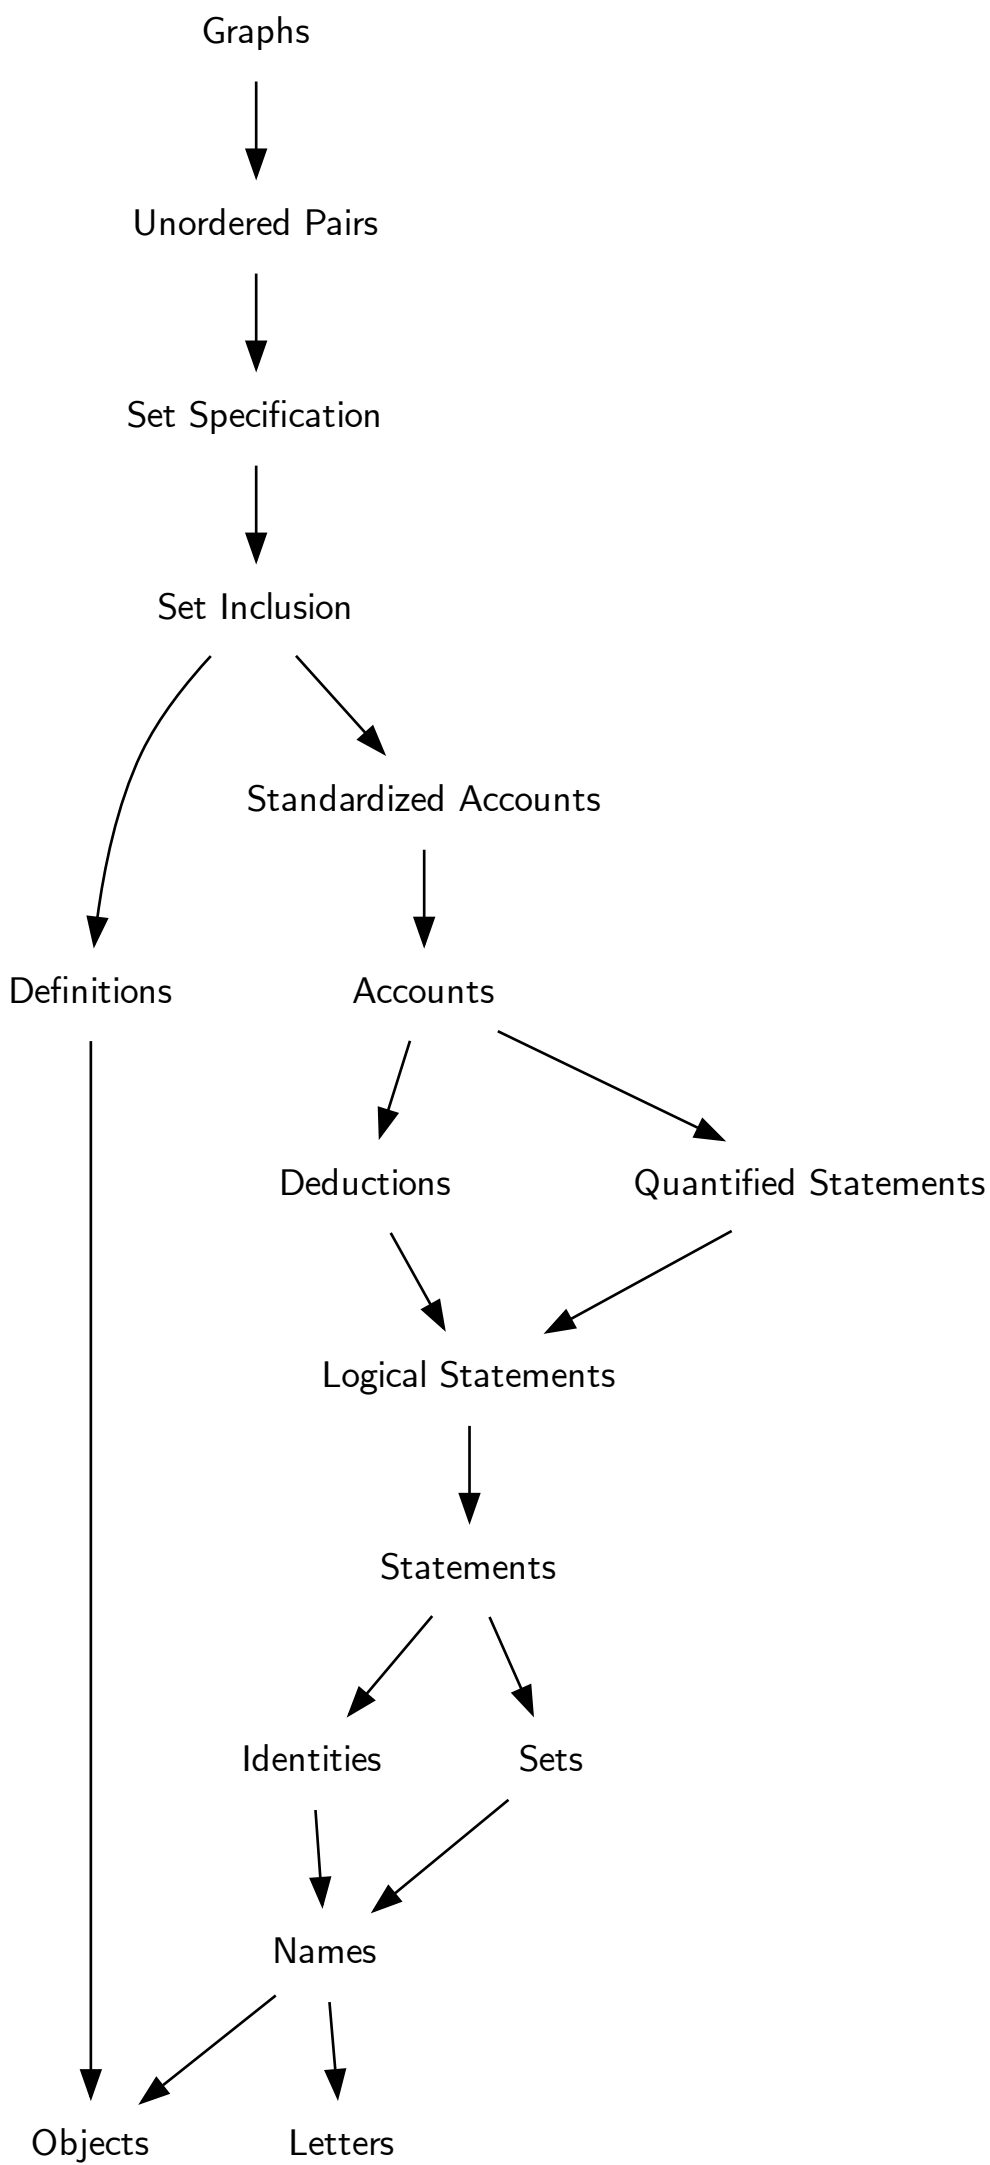 Graphs
Unordered Pairs
Set Specification
Set Inclusion
Standardized Accounts
Definitions
Accounts
Deductions
Quantified Statements
Logical Statements
Statements
Identities
Sets
Names
Objects
Letters